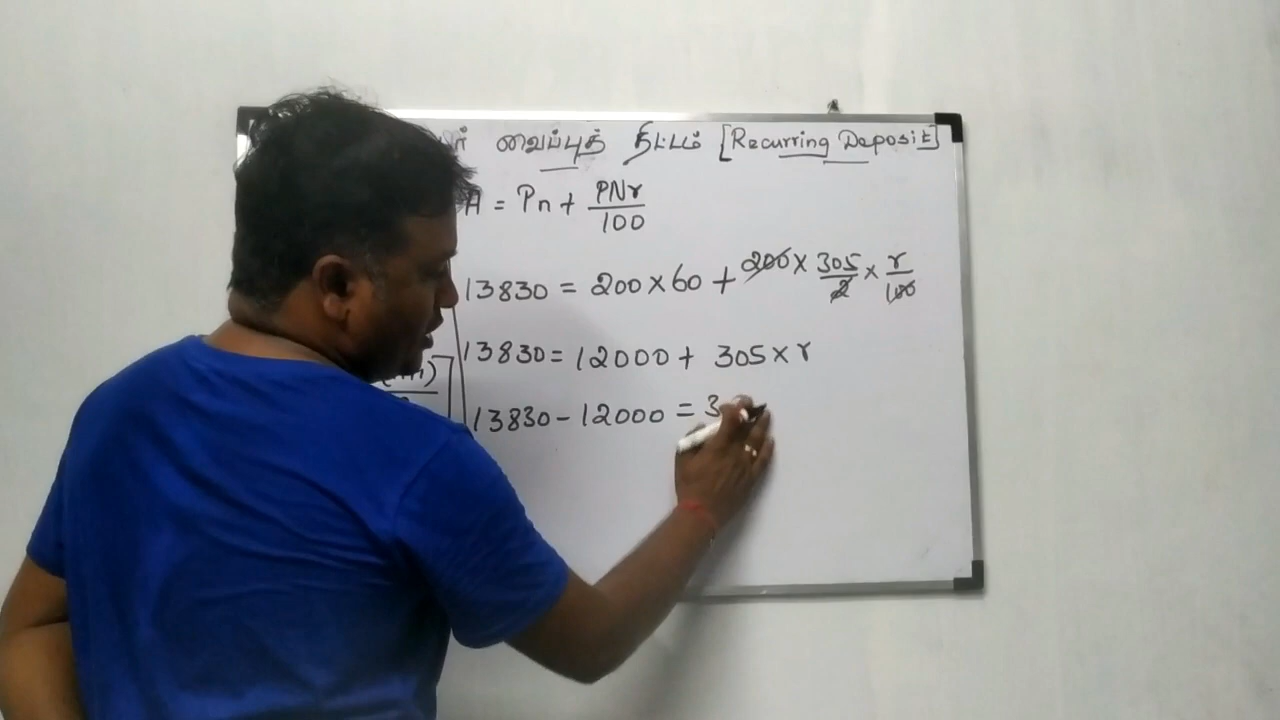 வைப்புத் திட்டம் [Recurring Deposit]
A = Pn + PNr/100
13830 = 200 × 60 + 200 × 305/2 × r/100
13830 = 12000 + 305 × r
13830 - 12000 = 3